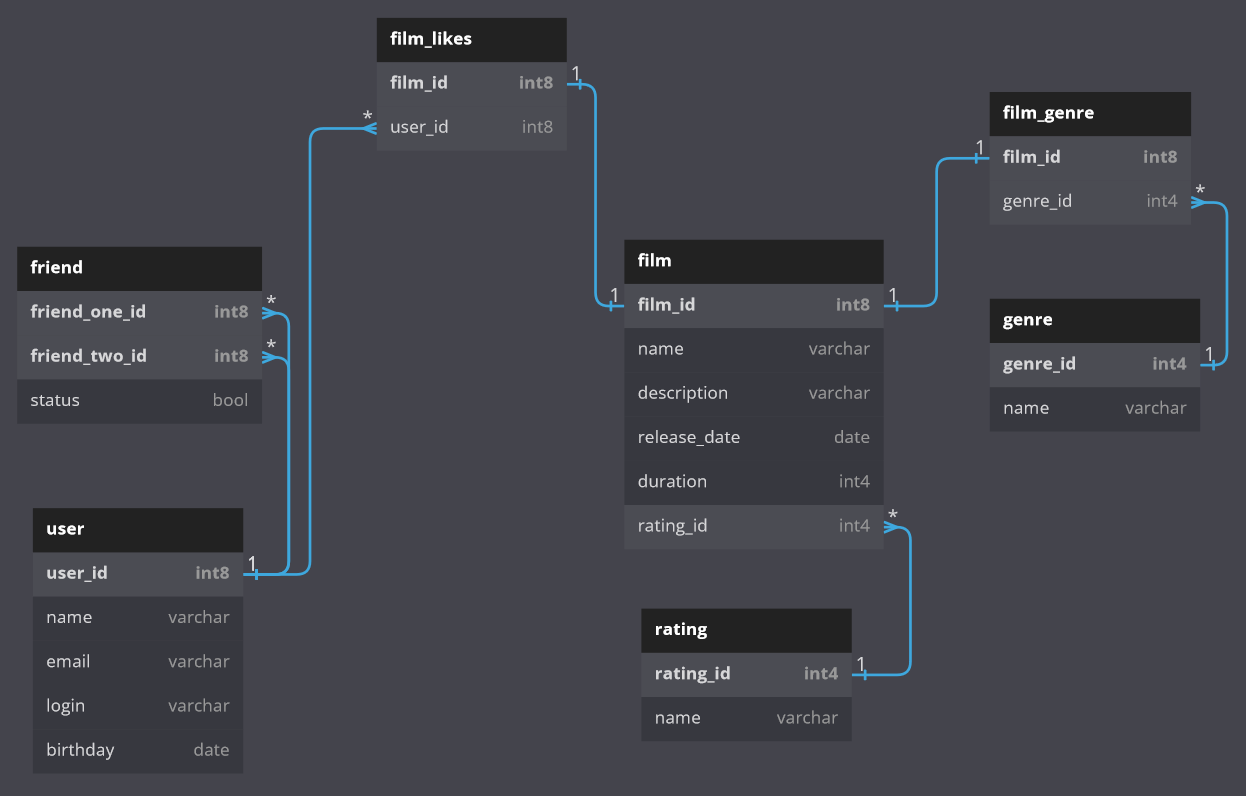 film_likes
film_id int8
user_id int8
1
*
film_genre
film_id int8
genre_id int4
1
*
friend
friend_one_id int8
friend_two_id int8
status bool
*
*
film
film_id int8
name varchar
description varchar
release_date date
duration int4
rating_id int4
1
1
*
genre
genre_id int4
name varchar
1
user
user_id int8
name varchar
email varchar
login varchar
birthday date
1
rating
rating_id int4
name varchar
1